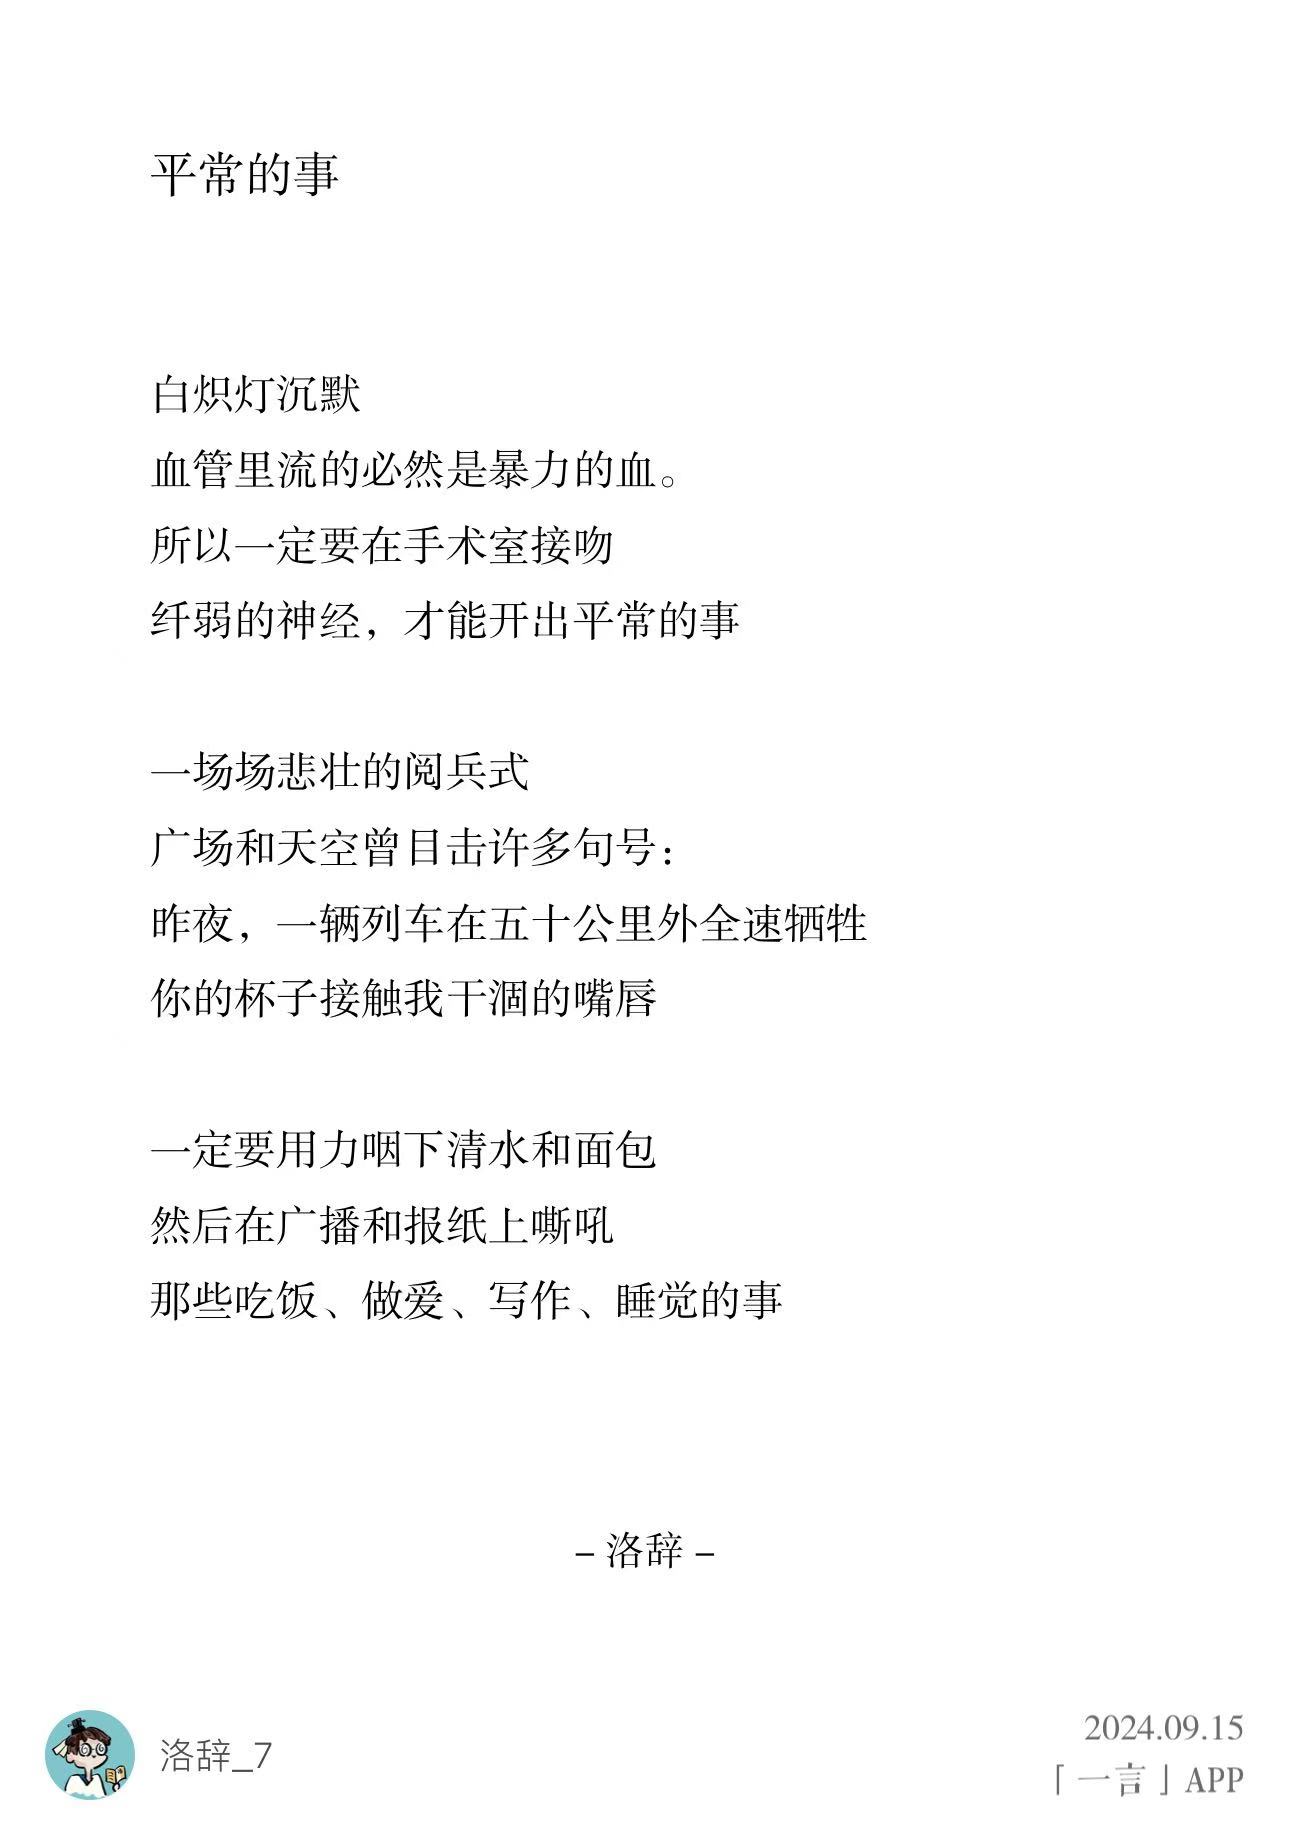 平常的事
白炽灯沉默
血管里流的必然是暴力的血。
所以一定要在手术室接吻
纤弱的神经，才能开出平常的事
一场场悲壮的阅兵式
广场和天空曾目击许多句号：
昨夜，一辆列车在五十公里外全速牺牲
你的杯子接触我干涸的嘴唇
一定要用力咽下清水和面包
然后在广播和报纸上嘶吼
那些吃饭、做爱、写作、睡觉的事
– 洛辞 –
洛辞_7
2024.09.15
「一言」APP